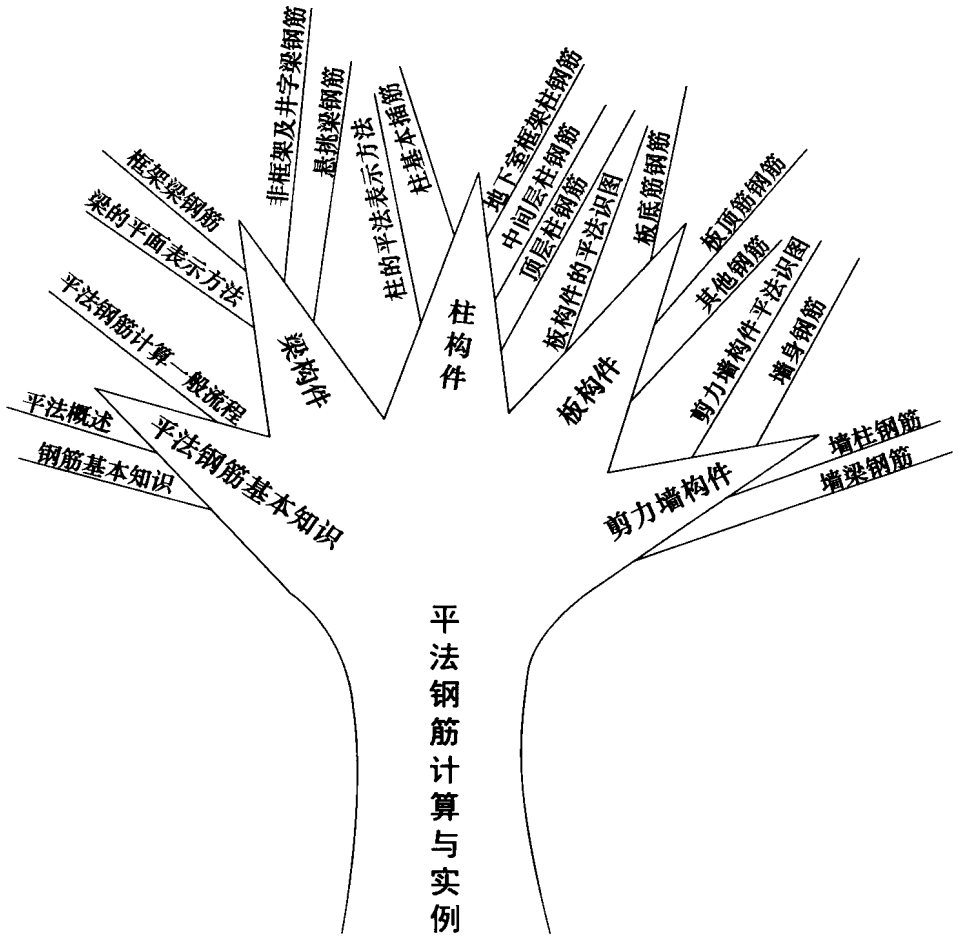 钢筋基本知识
平法概述
平法钢筋计算一般流程
平法钢筋基本知识
梁的平面表示方法
框架梁钢筋
非框架及井字梁钢筋
悬挑梁钢筋
梁构件
柱的平法表示方法
柱基本插筋
地下室框架柱钢筋
中间层柱钢筋
顶层柱钢筋
柱构件
板构件的平法识图
板底筋钢筋
板顶筋钢筋
其他钢筋
板构件
剪力墙构件平法识图
墙身钢筋
墙柱钢筋
墙梁钢筋
剪力墙构件
平法钢筋计算与实例